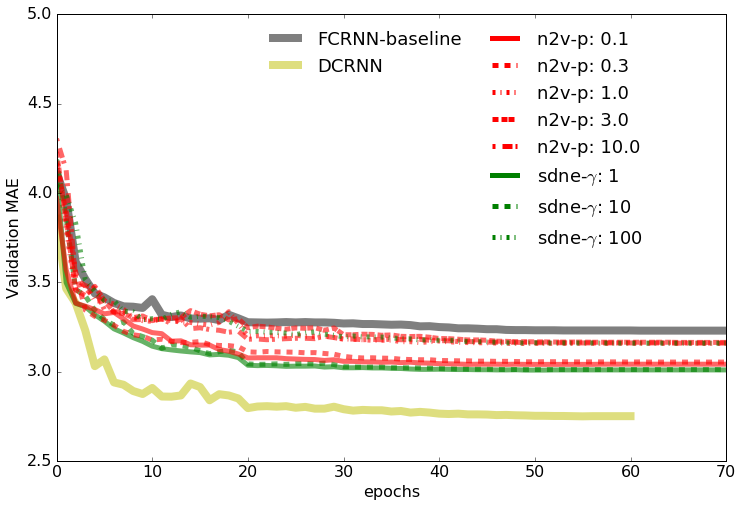 5.0
4.5
4.0
3.5
3.0
2.5
Validation MAE
0 10 20 30 40 50 60 70
epochs
FCRNN-baseline
DCRNN
n2v-p: 0.1
n2v-p: 0.3
n2v-p: 1.0
n2v-p: 3.0
n2v-p: 10.0
sdne-γ: 1
sdne-γ: 10
sdne-γ: 100